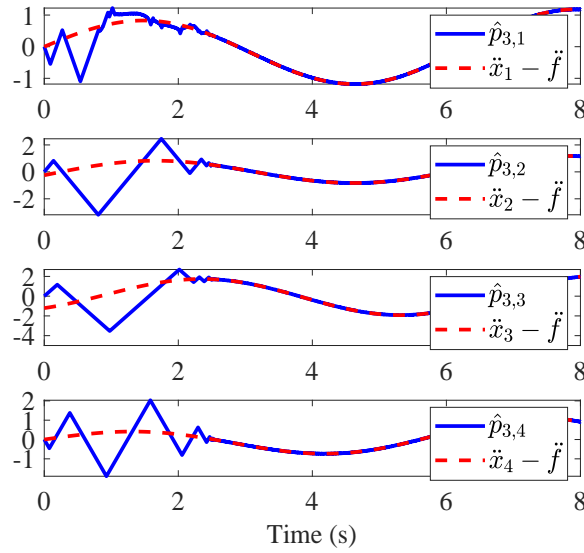 1
0
-1
0 2 4 6 8
p̂₃,₁
ẍ₁ − f̈
2
0
-2
0 2 4 6 8
p̂₃,₂
ẍ₂ − f̈
2
0
-2
-4
0 2 4 6 8
p̂₃,₃
ẍ₃ − f̈
2
1
0
-1
0 2 4 6 8
p̂₃,₄
ẍ₄ − f̈
Time (s)